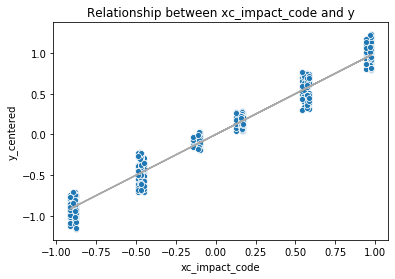 Relationship between xc_impact_code and y
y_centered
1.0
0.5
0.0
−0.5
−1.0
−1.00 −0.75 −0.50 −0.25 0.00 0.25 0.50 0.75 1.00
xc_impact_code